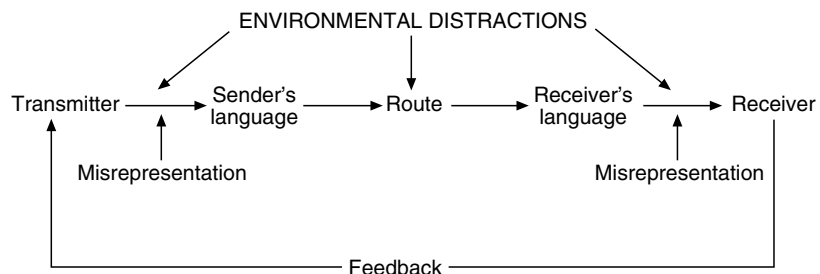 ENVIRONMENTAL DISTRACTIONS
Transmitter
Sender's
language
Route
Receiver's
language
Receiver
Misrepresentation
Misrepresentation
Feedback